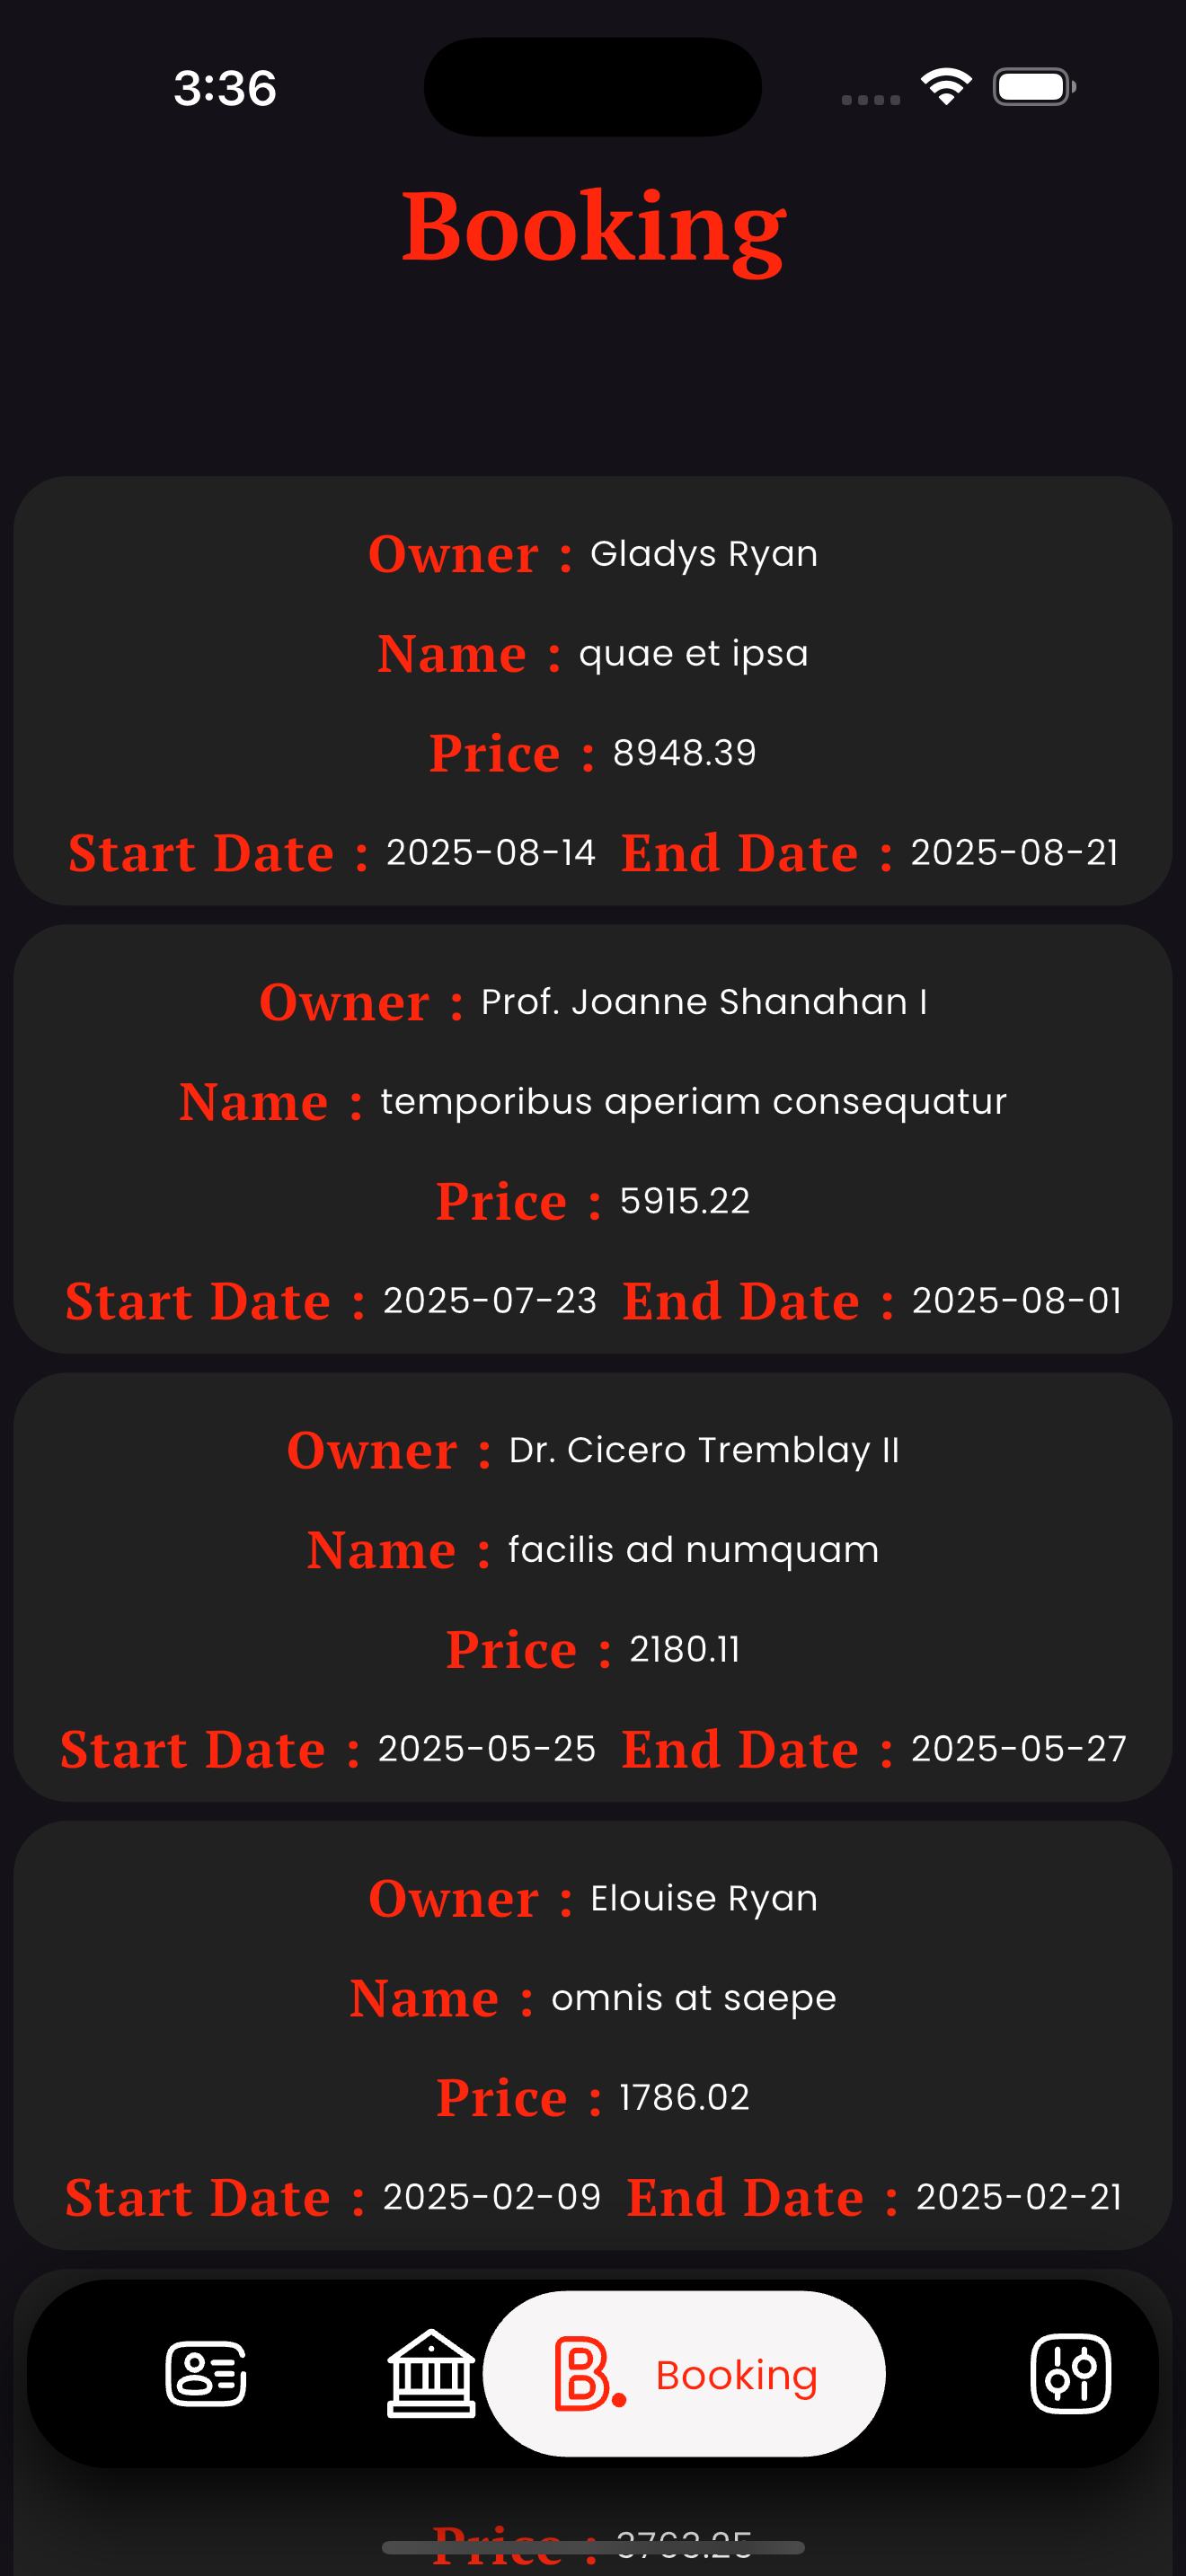 3:36
Booking
Owner : Gladys Ryan
Name : quae et ipsa
Price : 8948.39
Start Date : 2025-08-14 End Date : 2025-08-21
Owner : Prof. Joanne Shanahan I
Name : temporibus aperiam consequatur
Price : 5915.22
Start Date : 2025-07-23 End Date : 2025-08-01
Owner : Dr. Cicero Tremblay II
Name : facilis ad numquam
Price : 2180.11
Start Date : 2025-05-25 End Date : 2025-05-27
Owner : Elouise Ryan
Name : omnis at saepe
Price : 1786.02
Start Date : 2025-02-09 End Date : 2025-02-21
B. Booking
Price : 3763.25